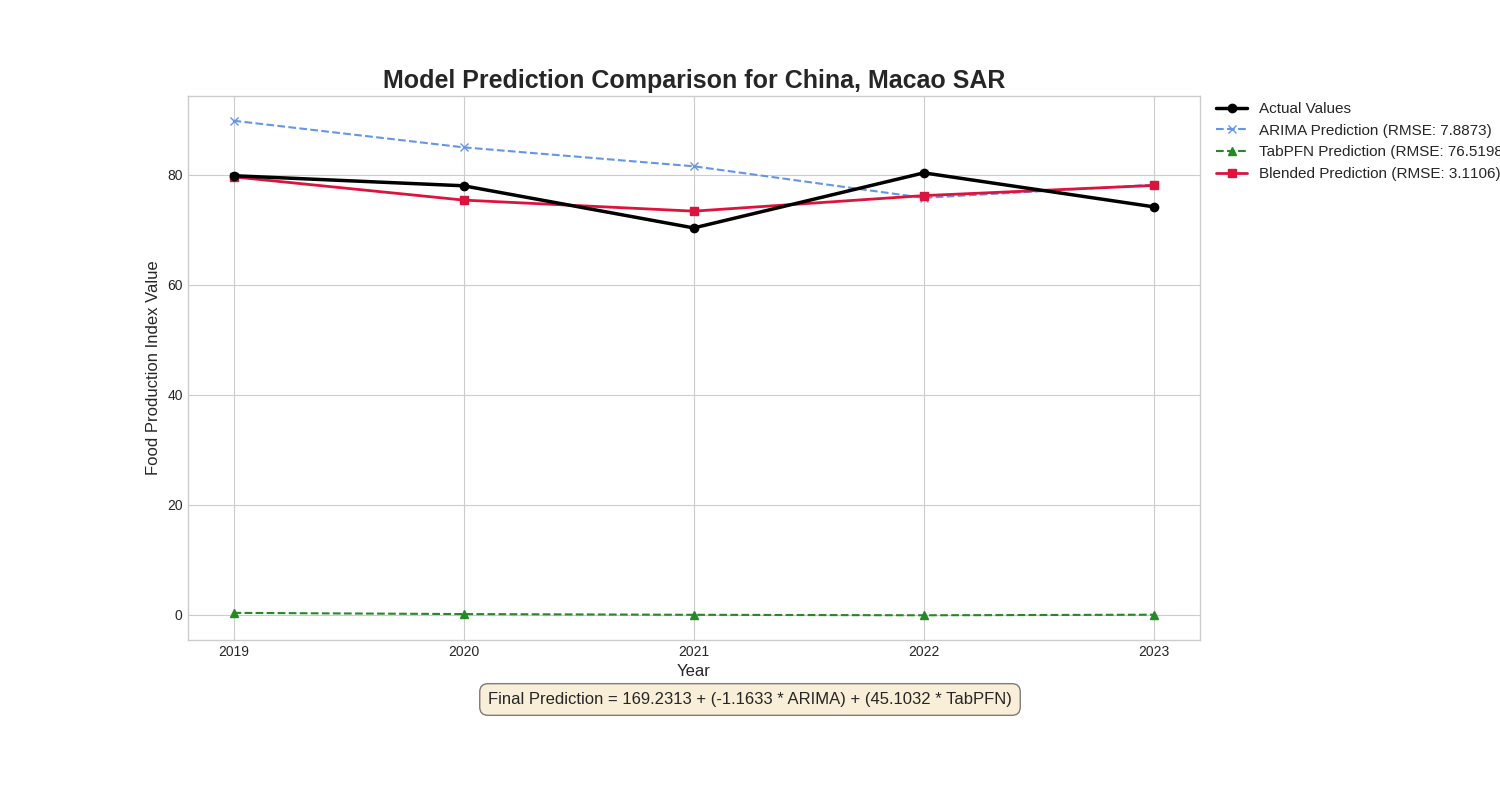 Model Prediction Comparison for China, Macao SAR
Actual Values
ARIMA Prediction (RMSE: 7.8873)
TabPFN Prediction (RMSE: 76.5198
Blended Prediction (RMSE: 3.1106)
Food Production Index Value
80
60
40
20
0
2019 2020 2021 2022 2023
Year
Final Prediction = 169.2313 + (-1.1633 * ARIMA) + (45.1032 * TabPFN)